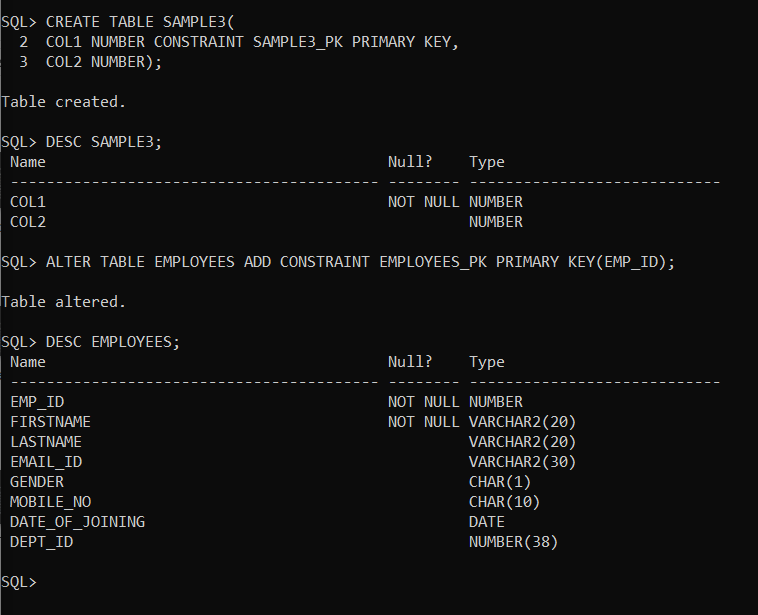 SQL> CREATE TABLE SAMPLE3(
  2  COL1 NUMBER CONSTRAINT SAMPLE3_PK PRIMARY KEY,
  3  COL2 NUMBER);
Table created.
SQL> DESC SAMPLE3;
 Name                                      Null?    Type
 ----------------------------------------- -------- ----------------------------
 COL1                                      NOT NULL NUMBER
 COL2                                               NUMBER
SQL> ALTER TABLE EMPLOYEES ADD CONSTRAINT EMPLOYEES_PK PRIMARY KEY(EMP_ID);
Table altered.
SQL> DESC EMPLOYEES;
 Name                                      Null?    Type
 ----------------------------------------- -------- ----------------------------
 EMP_ID                                    NOT NULL NUMBER
 FIRSTNAME                                 NOT NULL VARCHAR2(20)
 LASTNAME                                           VARCHAR2(20)
 EMAIL_ID                                           VARCHAR2(30)
 GENDER                                             CHAR(1)
 MOBILE_NO                                          CHAR(10)
 DATE_OF_JOINING                                    DATE
 DEPT_ID                                            NUMBER(38)
SQL>